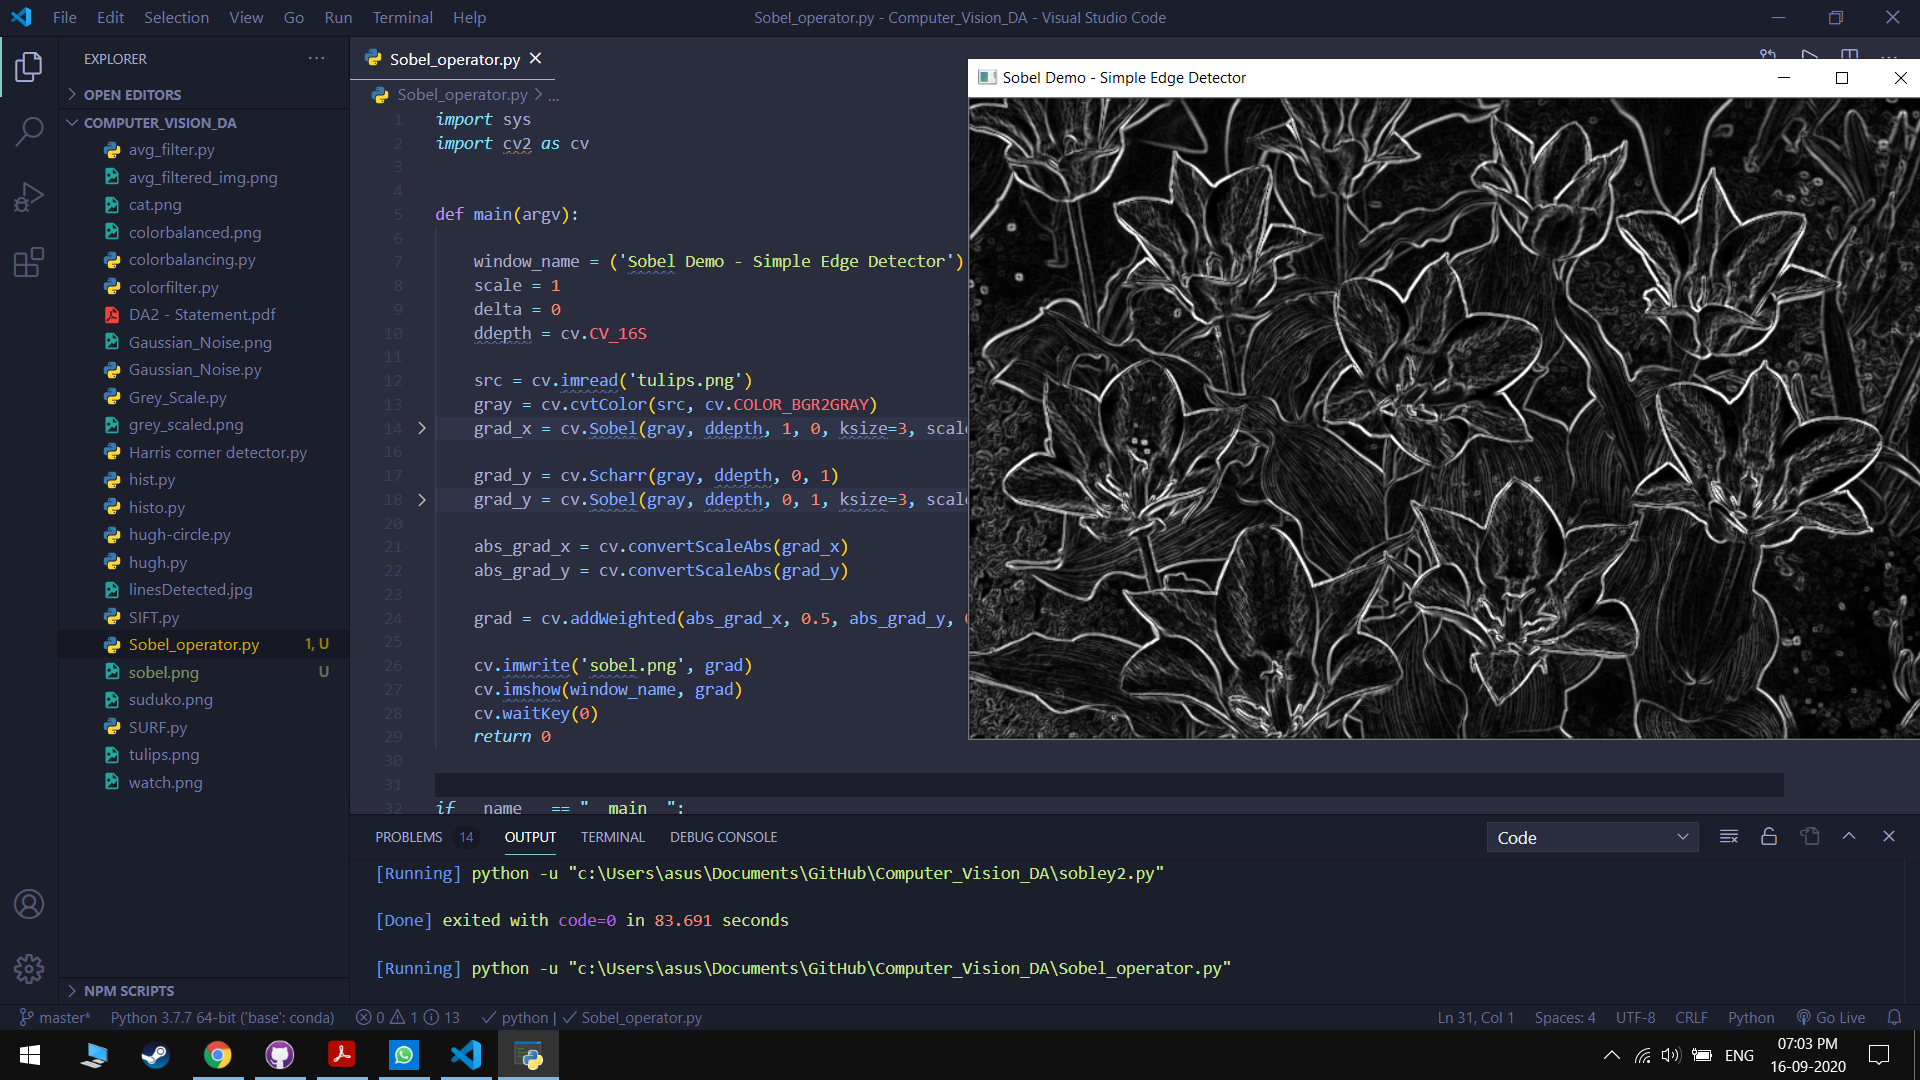 File Edit Selection View Go Run Terminal Help
Sobel_operator.py - Computer_Vision_DA - Visual Studio Code
EXPLORER
OPEN EDITORS
COMPUTER_VISION_DA
avg_filter.py
avg_filtered_img.png
cat.png
colorbalanced.png
colorbalancing.py
colorfilter.py
DA2 - Statement.pdf
Gaussian_Noise.png
Gaussian_Noise.py
Grey_Scale.py
grey_scaled.png
Harris corner detector.py
hist.py
histo.py
hugh-circle.py
hugh.py
linesDetected.jpg
SIFT.py
Sobel_operator.py 1, U
sobel.png U
suduko.png
SURF.py
tulips.png
watch.png
NPM SCRIPTS
Sobel_operator.py
Sobel_operator.py > ...
1 import sys
2 import cv2 as cv
3
4
5 def main(argv):
6
7 window_name = ('Sobel Demo - Simple Edge Detector')
8 scale = 1
9 delta = 0
10 ddepth = cv.CV_16S
11
12 src = cv.imread('tulips.png')
13 gray = cv.cvtColor(src, cv.COLOR_BGR2GRAY)
14 grad_x = cv.Sobel(gray, ddepth, 1, 0, ksize=3, scale
16
17 grad_y = cv.Scharr(gray, ddepth, 0, 1)
18 grad_y = cv.Sobel(gray, ddepth, 0, 1, ksize=3, scale
20
21 abs_grad_x = cv.convertScaleAbs(grad_x)
22 abs_grad_y = cv.convertScaleAbs(grad_y)
23
24 grad = cv.addWeighted(abs_grad_x, 0.5, abs_grad_y, 0
25
26 cv.imwrite('sobel.png', grad)
27 cv.imshow(window_name, grad)
28 cv.waitKey(0)
29 return 0
30
31
32 if __name__ == "__main__":
Sobel Demo - Simple Edge Detector
PROBLEMS 14 OUTPUT TERMINAL DEBUG CONSOLE
Code
[Running] python -u "c:\Users\asus\Documents\GitHub\Computer_Vision_DA\sobley2.py"
[Done] exited with code=0 in 83.691 seconds
[Running] python -u "c:\Users\asus\Documents\GitHub\Computer_Vision_DA\Sobel_operator.py"
master* Python 3.7.7 64-bit ('base': conda) 0 1 13 python | Sobel_operator.py
Ln 31, Col 1 Spaces: 4 UTF-8 CRLF Python Go Live
ENG
07:03 PM
16-09-2020